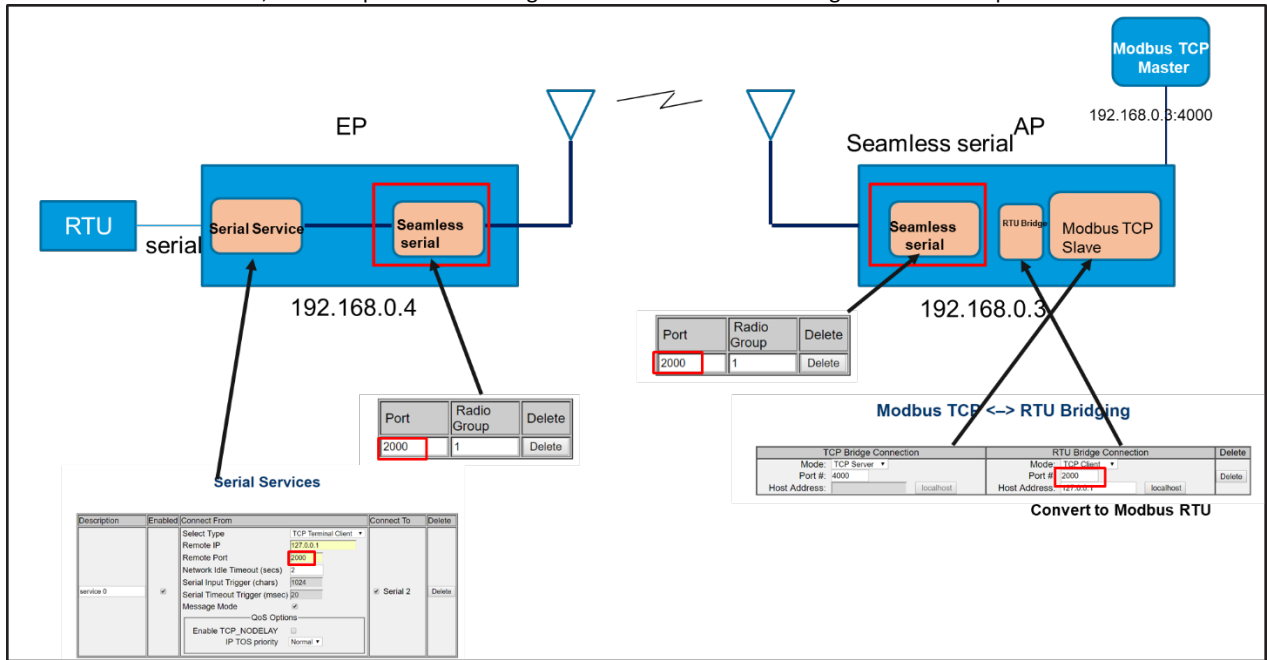 Modbus TCP
Master
192.168.0.3:4000
EP
AP
Seamless serial
RTU
serial
Serial Service
Seamless
serial
Seamless
serial
RTU Bridge
Modbus TCP
Slave
192.168.0.4
192.168.0.3
Port Radio Group Delete
2000 1 Delete
Port Radio Group Delete
2000 1 Delete
Modbus TCP <–> RTU Bridging
TCP Bridge Connection RTU Bridge Connection Delete
Mode: TCP Server Mode: TCP Client
Port #: 4000 Port #: 2000 Delete
Host Address: localhost Host Address: 127.0.0.1 localhost
Convert to Modbus RTU
Serial Services
Description Enabled Connect From Connect To Delete
Select Type TCP Terminal Client
Remote IP 127.0.0.1
Remote Port 2000
Network Idle Timeout (secs) 2
Serial Input Trigger (chars) 1024
service 0 Serial Timeout Trigger (msec) 20 Serial 2 Delete
Message Mode
QoS Options
Enable TCP_NODELAY
IP TOS priority Normal